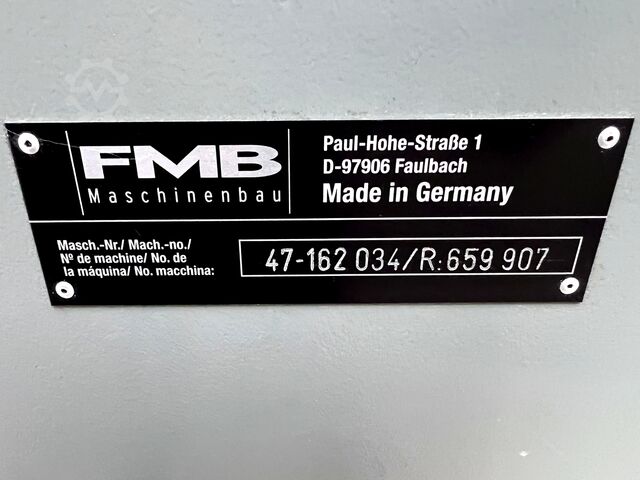 FMB
Maschinenbau
Paul-Hohe-Straße 1
D-97906 Faulbach
Made in Germany
Masch.-Nr./ Mach.-no./
Nº de machine/ No. de
la máquina/ No. macchina:
47-162 034/R:659 907